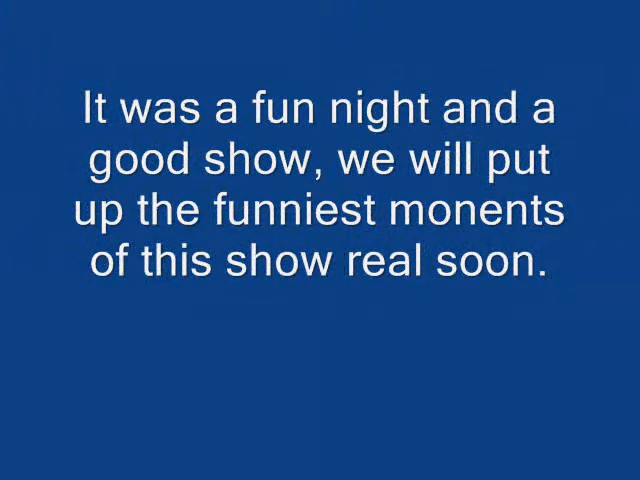 It was a fun night and a
good show, we will put
up the funniest monents
of this show real soon.